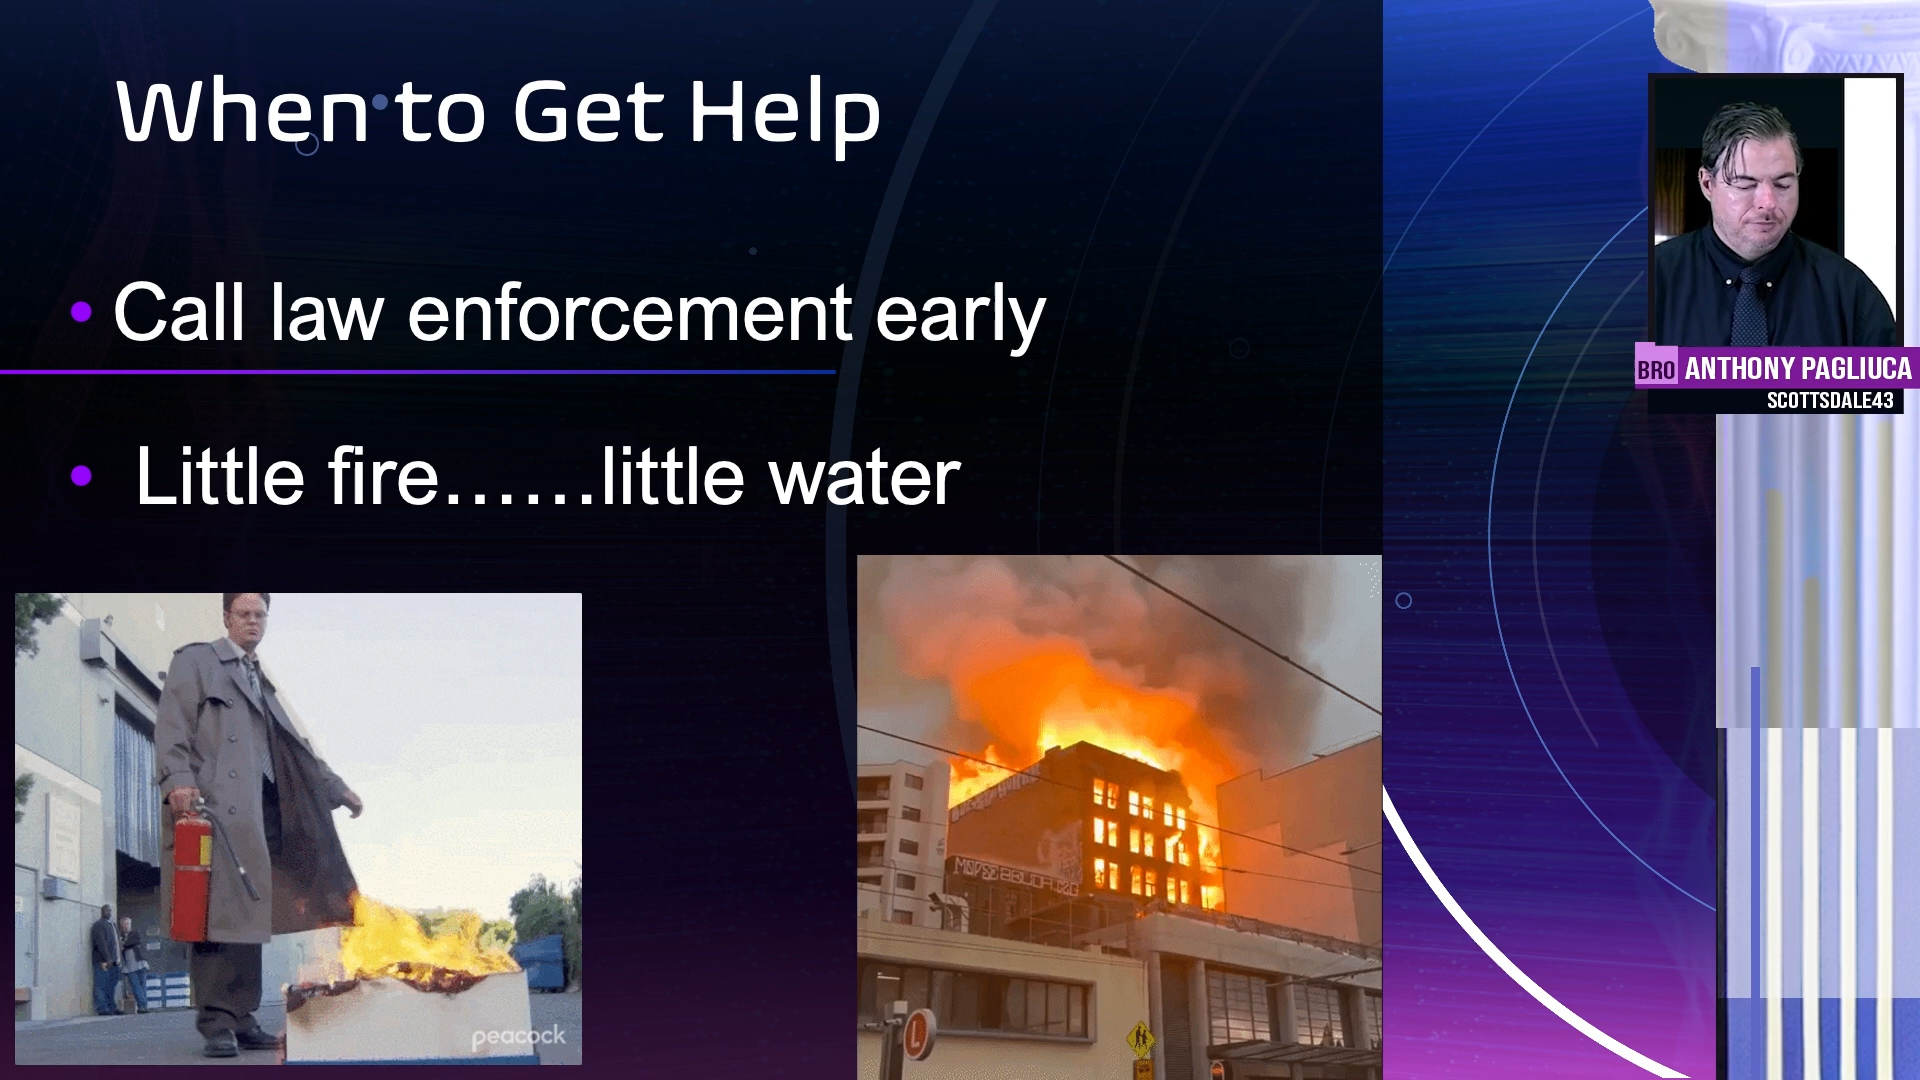 When to Get Help
• Call law enforcement early
• Little fire......little water
BRO ANTHONY PAGLIUCA
SCOTTSDALE43
peacock
L